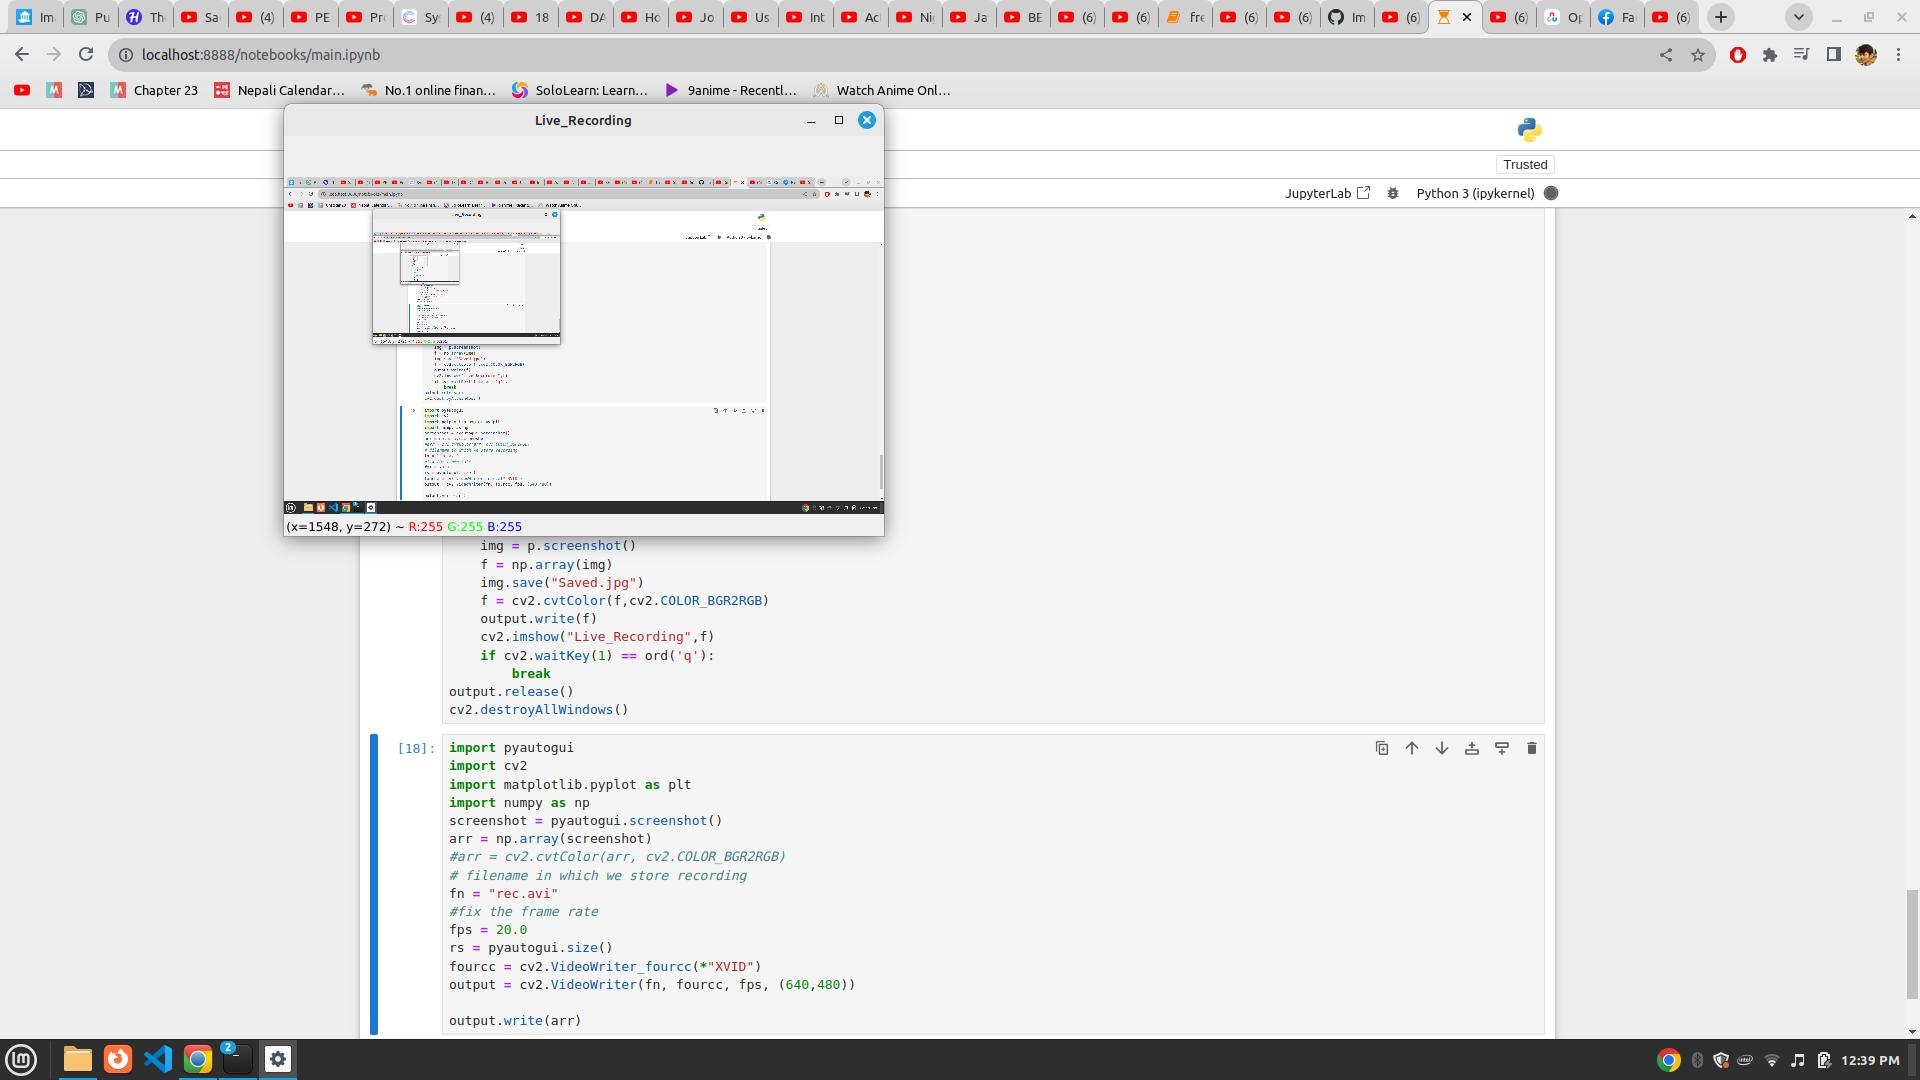 Im
Pu
The
Sa
(4)
PE
Pro
Sy
(4)
18
DA
Ho
Jo
Us
Int
Ac
Ni
Ja
BE
(6)
(6)
fre
(6)
(6)
Im
(6)
(6)
Op
Fa
(6)
localhost:8888/notebooks/main.ipynb
Chapter 23
Nepali Calendar...
No.1 online finan...
SoloLearn: Learn...
9anime - Recentl...
Watch Anime Onl...
Live_Recording
Trusted
JupyterLab
Python 3 (ipykernel)
(x=1548, y=272) ~ R:255 G:255 B:255
img = p.screenshot()
f = np.array(img)
img.save("Saved.jpg")
f = cv2.cvtColor(f,cv2.COLOR_BGR2RGB)
output.write(f)
cv2.imshow("Live_Recording",f)
if cv2.waitKey(1) == ord('q'):
break
output.release()
cv2.destroyAllWindows()
[18]:
import pyautogui
import cv2
import matplotlib.pyplot as plt
import numpy as np
screenshot = pyautogui.screenshot()
arr = np.array(screenshot)
#arr = cv2.cvtColor(arr, cv2.COLOR_BGR2RGB)
# filename in which we store recording
fn = "rec.avi"
#fix the frame rate
fps = 20.0
rs = pyautogui.size()
fourcc = cv2.VideoWriter_fourcc(*"XVID")
output = cv2.VideoWriter(fn, fourcc, fps, (640,480))
output.write(arr)
2
12:39 PM